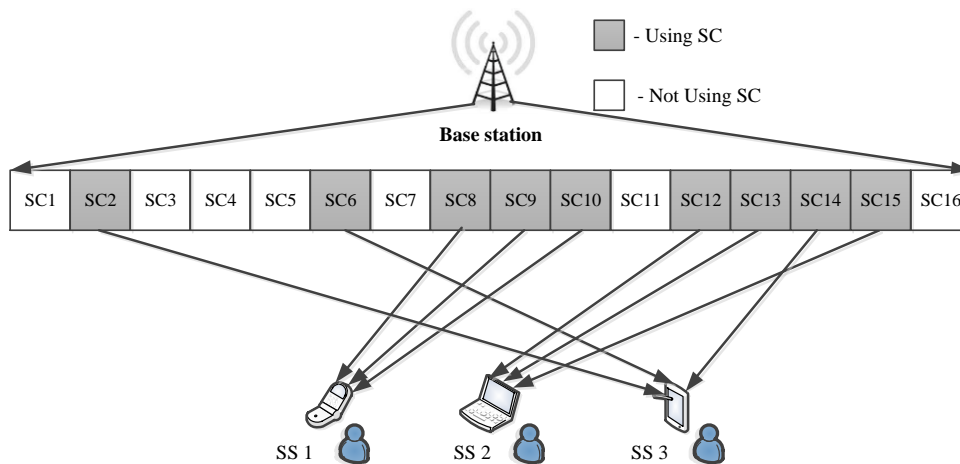 - Using SC
- Not Using SC
Base station
SC1 SC2 SC3 SC4 SC5 SC6 SC7 SC8 SC9 SC10 SC11 SC12 SC13 SC14 SC15 SC16
SS 1 SS 2 SS 3